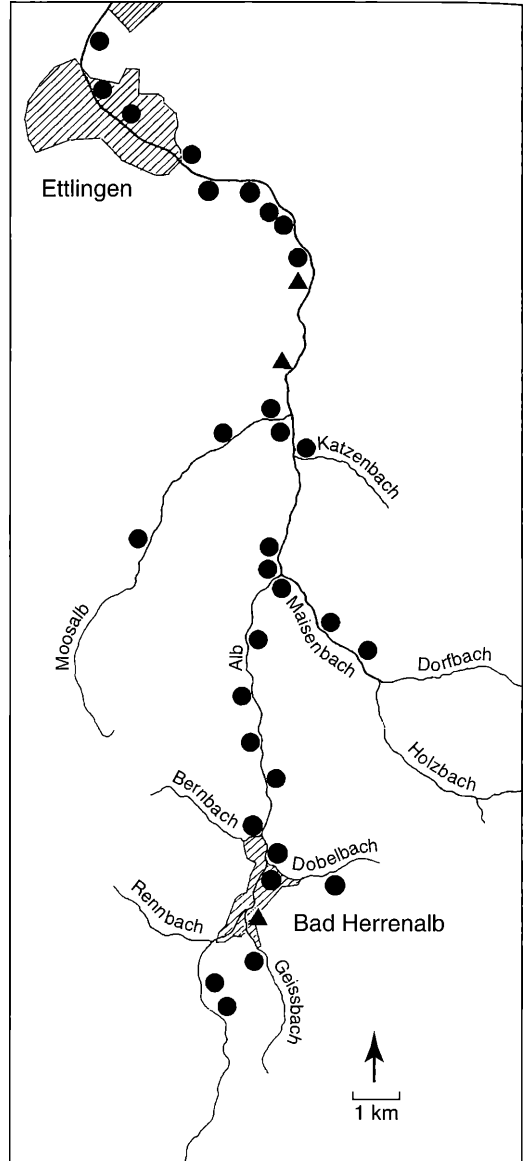 Ettlingen
Katzenbach
Moosalb
Alb
Maisenbach
Dorfbach
Holzbach
Bernbach
Dobelbach
Rennbach
Bad Herrenalb
Geissbach
1 km